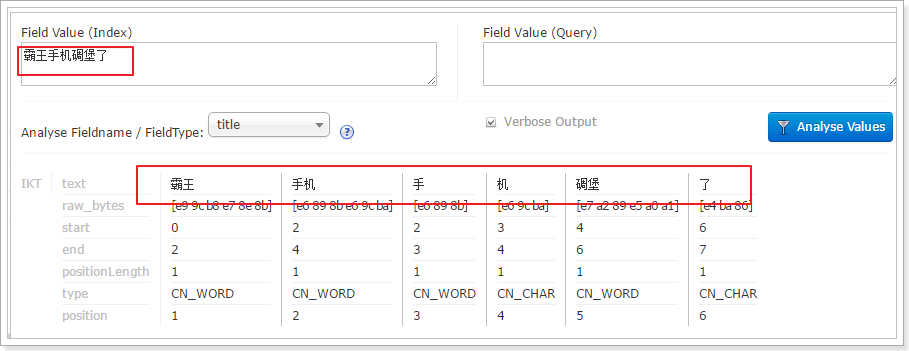 Field Value (Index) Field Value (Query)
霸王手机碉堡了
Analyse Fieldname / FieldType: title ? Verbose Output Analyse Values
IKT text 霸王 手机 手 机 碉堡 了
raw_bytes [e9 9c b8 e7 8e 8b] [e6 89 8b e6 9c ba] [e6 89 8b] [e6 9c ba] [e7 a2 89 e5 a0 a1] [e4 ba 86]
start 0 2 2 3 4 6
end 2 4 3 4 6 7
positionLength 1 1 1 1 1 1
type CN_WORD CN_WORD CN_WORD CN_CHAR CN_WORD CN_CHAR
position 1 2 3 4 5 6